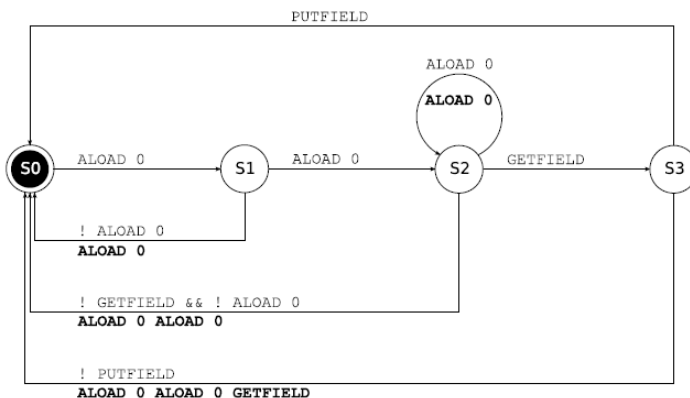 PUTFIELD
ALOAD 0
ALOAD 0
S0
ALOAD 0
S1
ALOAD 0
S2
GETFIELD
S3
! ALOAD 0
ALOAD 0
! GETFIELD && ! ALOAD 0
ALOAD 0 ALOAD 0
! PUTFIELD
ALOAD 0 ALOAD 0 GETFIELD